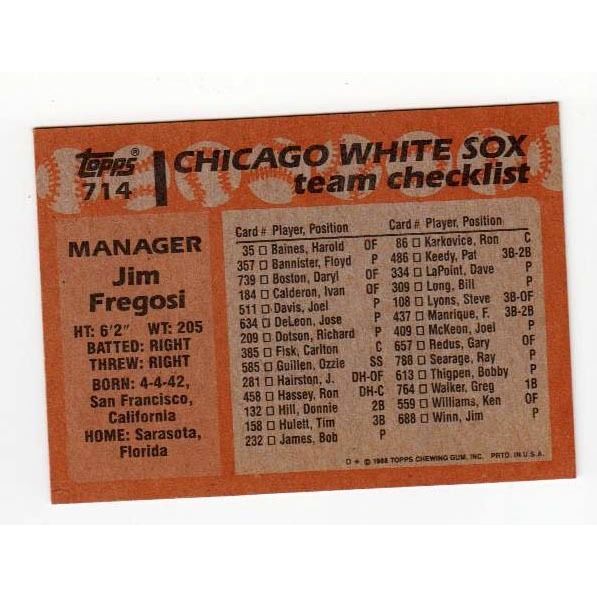 TOPPS®
714
CHICAGO WHITE SOX
team checklist
MANAGER
Jim
Fregosi
HT: 6'2" WT: 205
BATTED: RIGHT
THREW: RIGHT
BORN: 4-4-42,
San Francisco,
California
HOME: Sarasota,
Florida
Card # Player, Position
35 □ Baines, Harold OF
357 □ Bannister, Floyd P
739 □ Boston, Daryl OF
184 □ Calderon, Ivan OF
511 □ Davis, Joel P
634 □ DeLeon, Jose P
209 □ Dotson, Richard P
385 □ Fisk, Carlton C
585 □ Guillen, Ozzie SS
281 □ Hairston, J. DH-OF
458 □ Hassey, Ron DH-C
132 □ Hill, Donnie 2B
158 □ Hulett, Tim 3B
232 □ James, Bob P
Card # Player, Position
86 □ Karkovice, Ron C
486 □ Keedy, Pat 3B-2B
334 □ LaPoint, Dave P
309 □ Long, Bill P
108 □ Lyons, Steve 3B-OF
437 □ Manrique, F. 3B-2B
409 □ McKeon, Joel P
657 □ Redus, Gary OF
788 □ Searage, Ray P
613 □ Thigpen, Bobby P
764 □ Walker, Greg 1B
559 □ Williams, Ken OF
688 □ Winn, Jim P
D* © 1988 TOPPS CHEWING GUM, INC. PRTD. IN U.S.A.